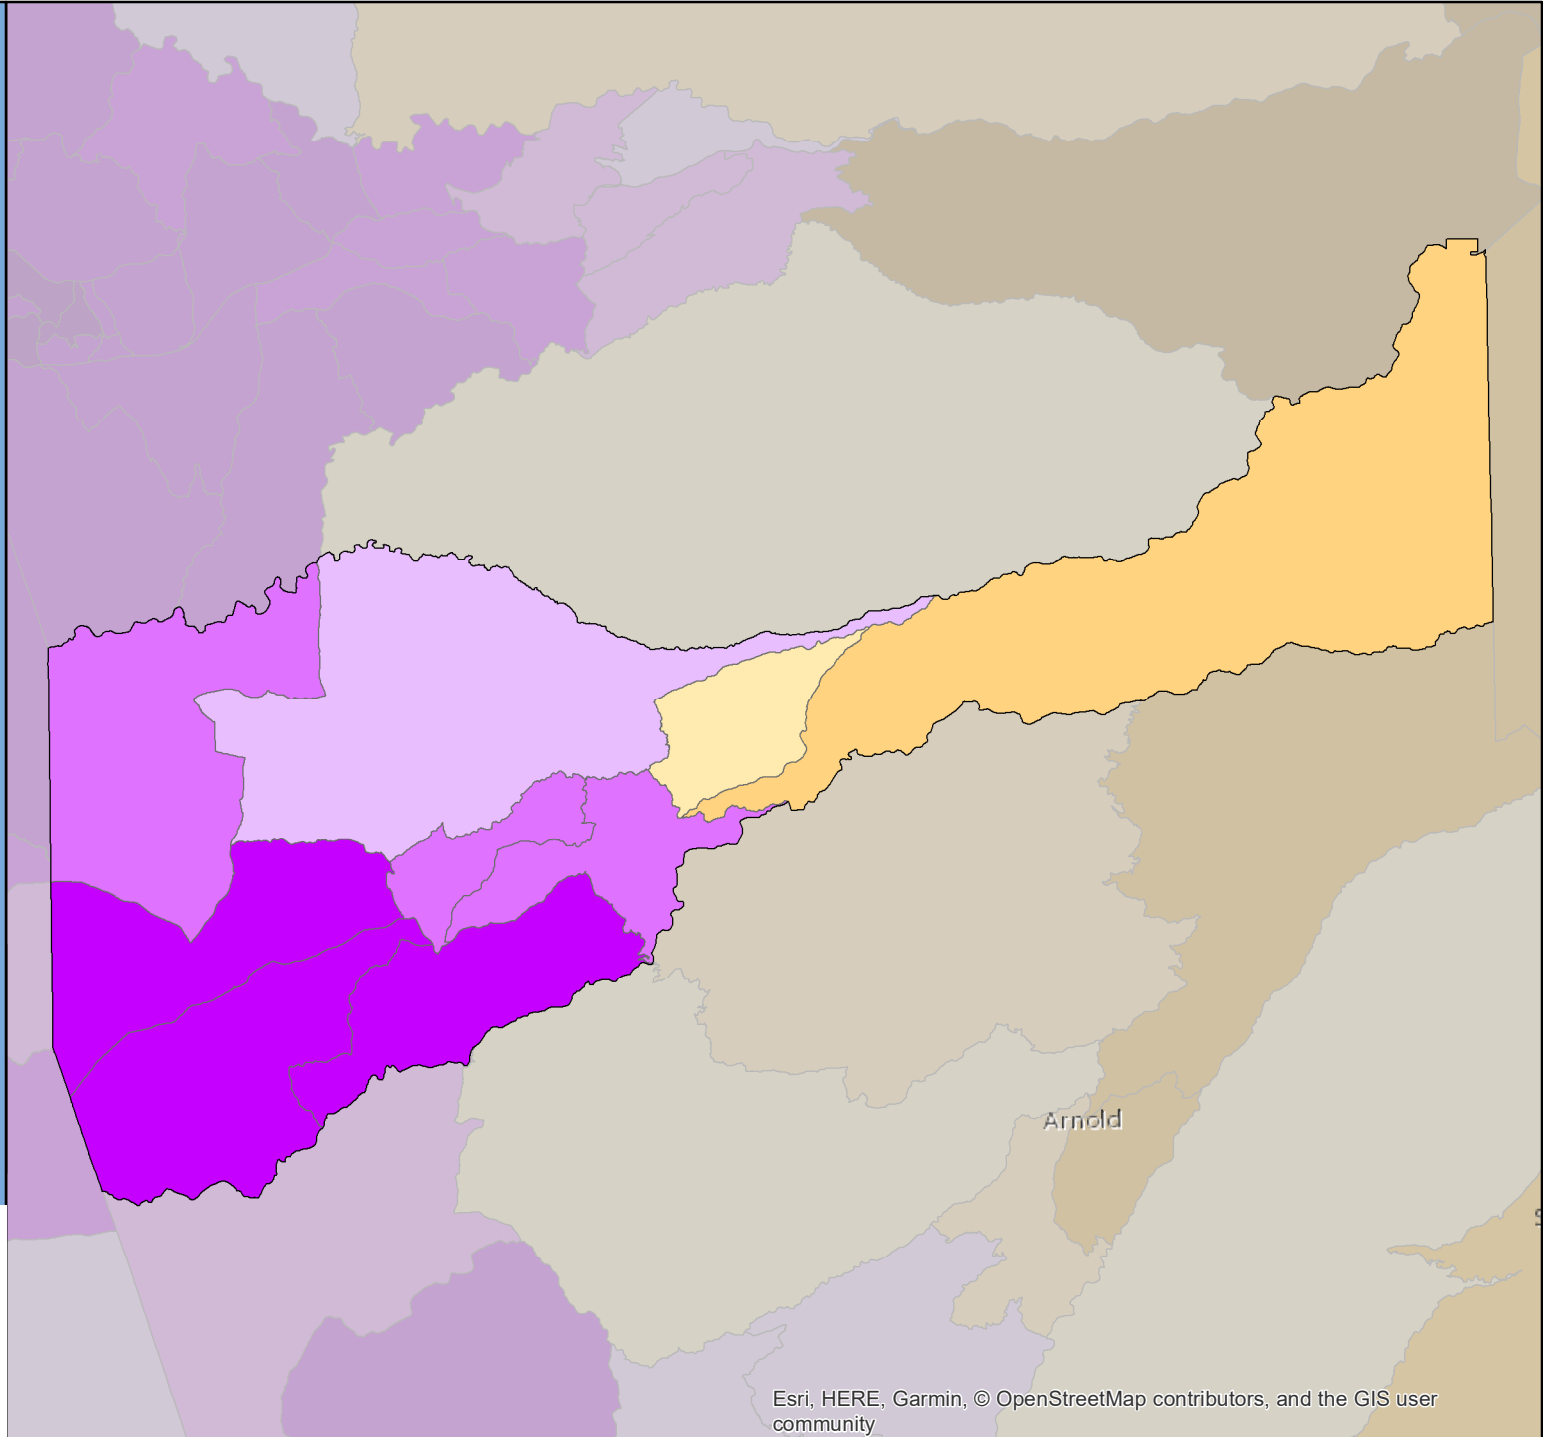 Arnold
Esri, HERE, Garmin, © OpenStreetMap contributors, and the GIS user
community